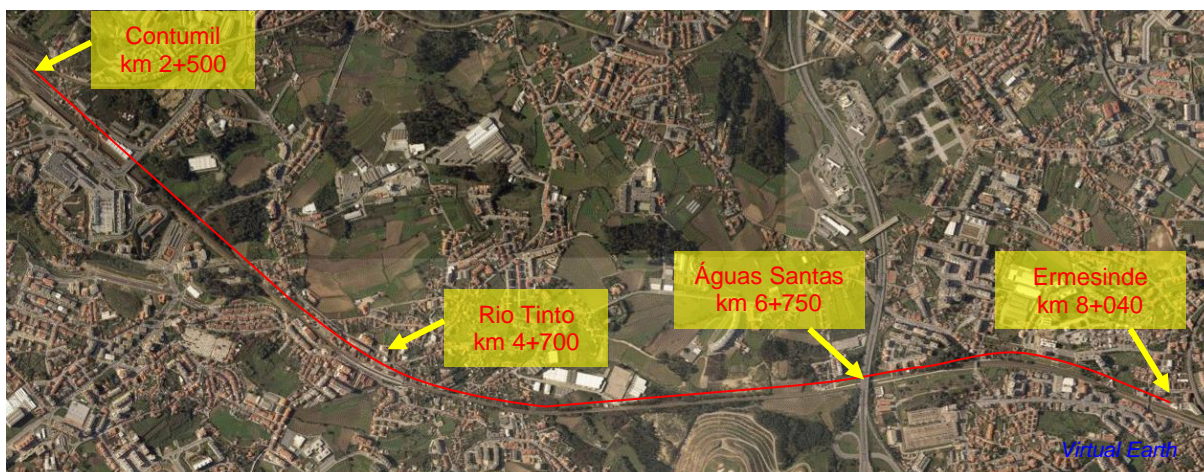 Contumil
km 2+500
Rio Tinto
km 4+700
Águas Santas
km 6+750
Ermesinde
km 8+040
Virtual Earth